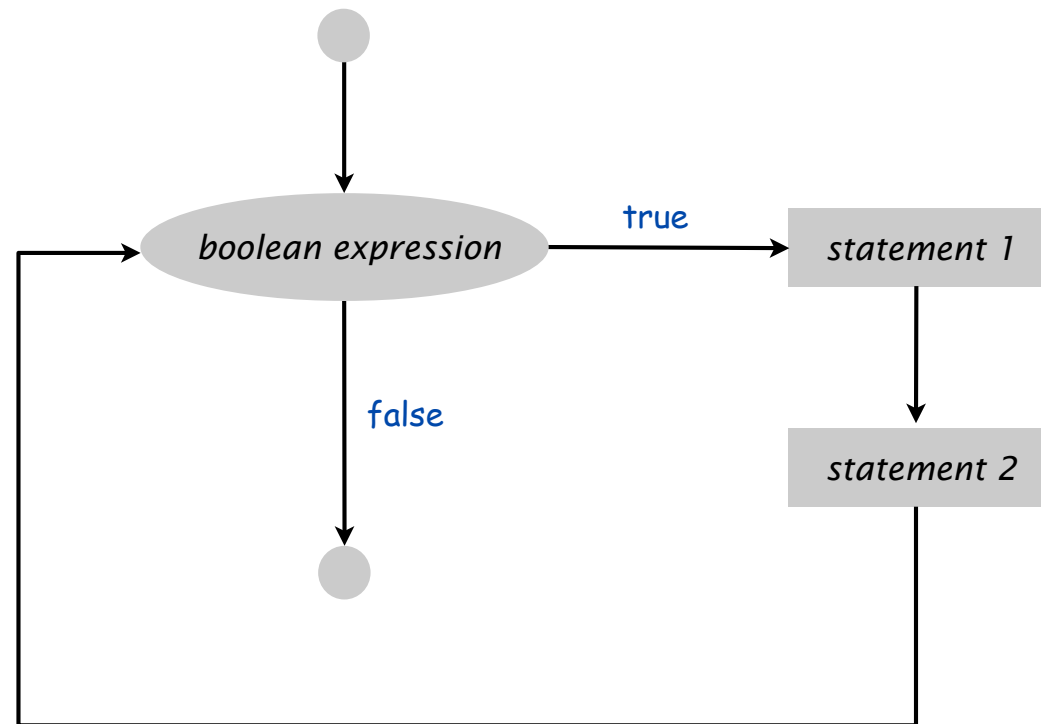 boolean expression
true
statement 1
false
statement 2